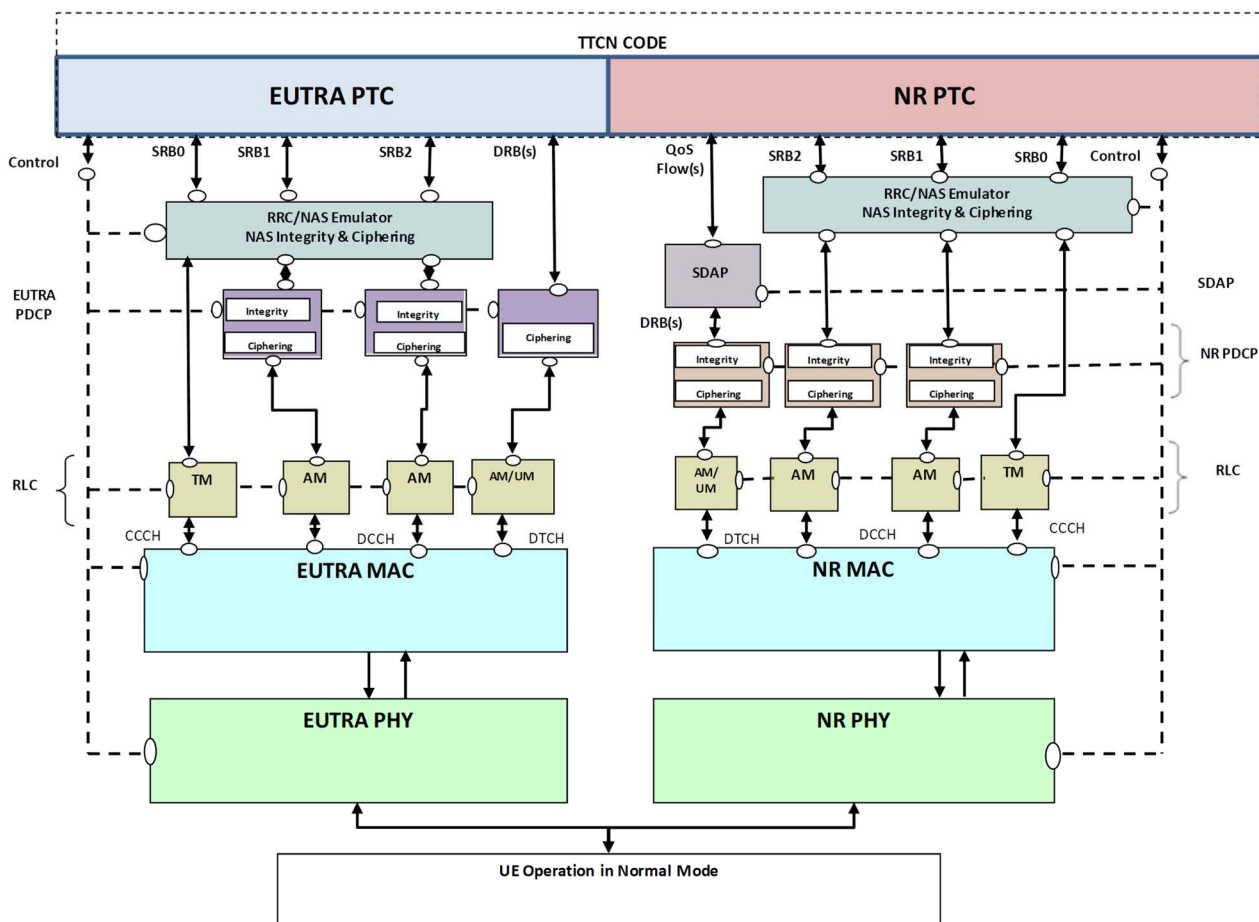 TTCN CODE
EUTRA PTC
NR PTC
Control
SRB0
SRB1
SRB2
DRB(s)
QoS
Flow(s)
SRB2
SRB1
SRB0
Control
RRC/NAS Emulator
NAS Integrity & Ciphering
RRC/NAS Emulator
NAS Integrity & Ciphering
EUTRA
PDCP
Integrity
Ciphering
Integrity
Ciphering
Ciphering
SDAP
SDAP
DRB(s)
Integrity
Ciphering
Integrity
Ciphering
Integrity
Ciphering
NR PDCP
RLC
TM
AM
AM
AM/UM
AM/
UM
AM
AM
TM
RLC
CCCH
DCCH
DTCH
DTCH
DCCH
CCCH
EUTRA MAC
NR MAC
EUTRA PHY
NR PHY
UE Operation in Normal Mode